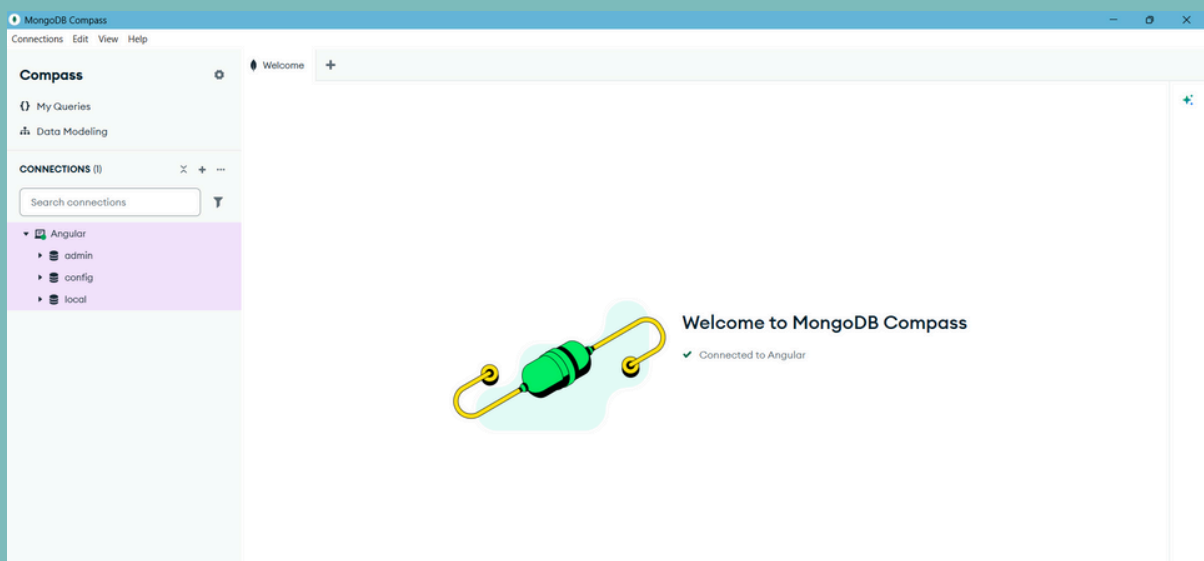 MongoDB Compass
Connections Edit View Help
Compass
{} My Queries
Data Modeling
CONNECTIONS (1)
Search connections
Angular
admin
config
local
Welcome
Welcome to MongoDB Compass
Connected to Angular